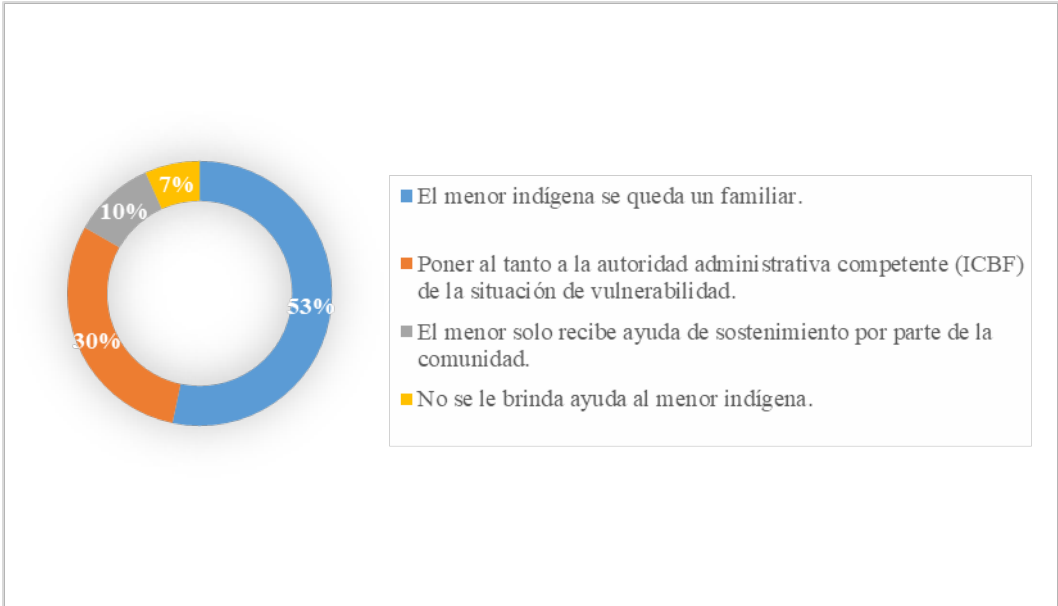 7%
10%
53%
30%
El menor indígena se queda un familiar.
Poner al tanto a la autoridad administrativa competente (ICBF)
de la situación de vulnerabilidad.
El menor solo recibe ayuda de sostenimiento por parte de la
comunidad.
No se le brinda ayuda al menor indígena.